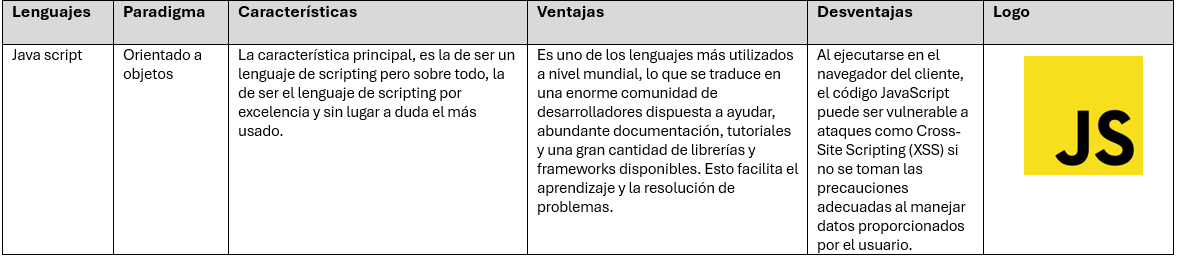 Lenguajes
Paradigma
Características
Ventajas
Desventajas
Logo
Java script
Orientado a
objetos
La característica principal, es la de ser un
lenguaje de scripting pero sobre todo, la
de ser el lenguaje de scripting por
excelencia y sin lugar a duda el más
usado.
Es uno de los lenguajes más utilizados
a nivel mundial, lo que se traduce en
una enorme comunidad de
desarrolladores dispuesta a ayudar,
abundante documentación, tutoriales
y una gran cantidad de librerías y
frameworks disponibles. Esto facilita el
aprendizaje y la resolución de
problemas.
Al ejecutarse en el
navegador del cliente,
el código JavaScript
puede ser vulnerable a
ataques como Cross-
Site Scripting (XSS) si
no se toman las
precauciones
adecuadas al manejar
datos proporcionados
por el usuario.
JS